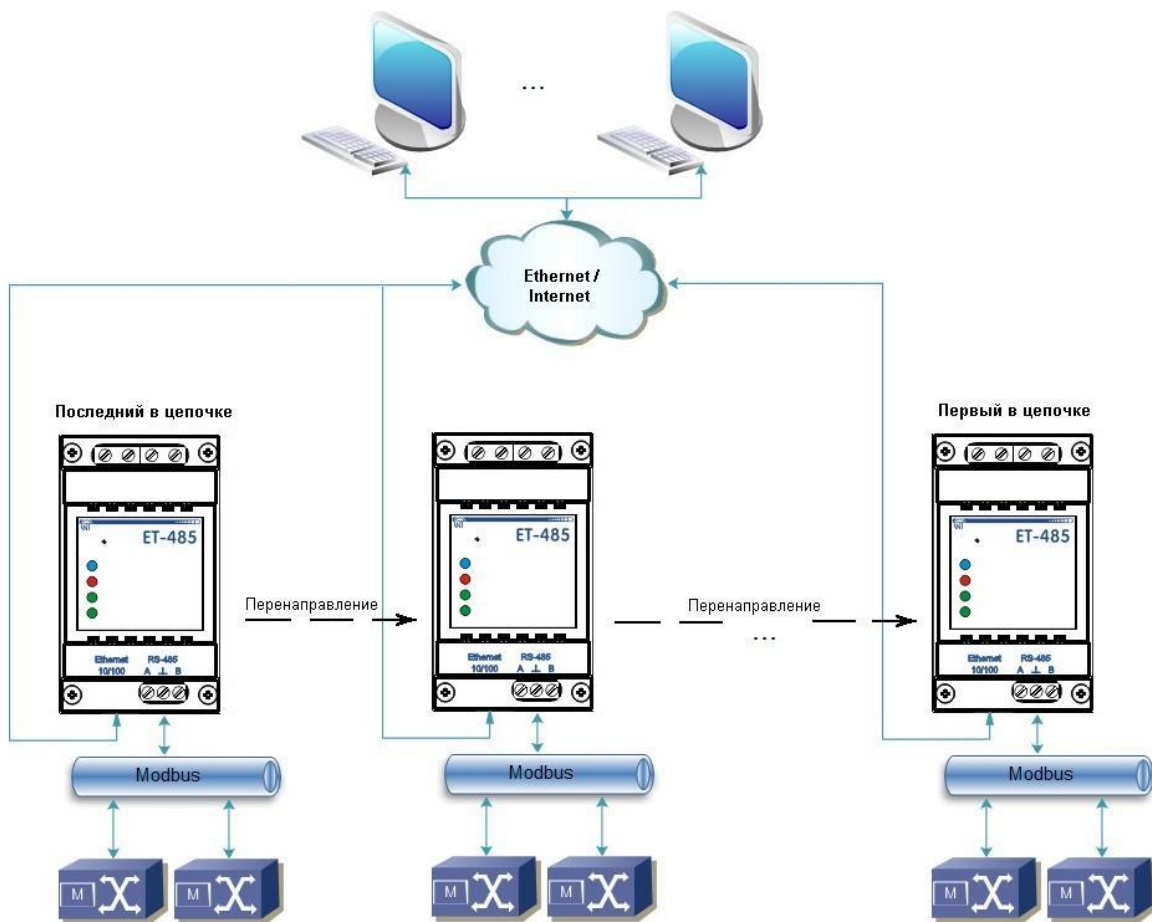 ...
Ethernet /
Internet
Последний в цепочке
Первый в цепочке
ET-485
ET-485
ET-485
Перенаправление
Перенаправление
...
Ethernet RS-485
10/100 A ⊥ B
Ethernet RS-485
10/100 A ⊥ B
Ethernet RS-485
10/100 A ⊥ B
Modbus
Modbus
Modbus
M
M
M
M
M
M